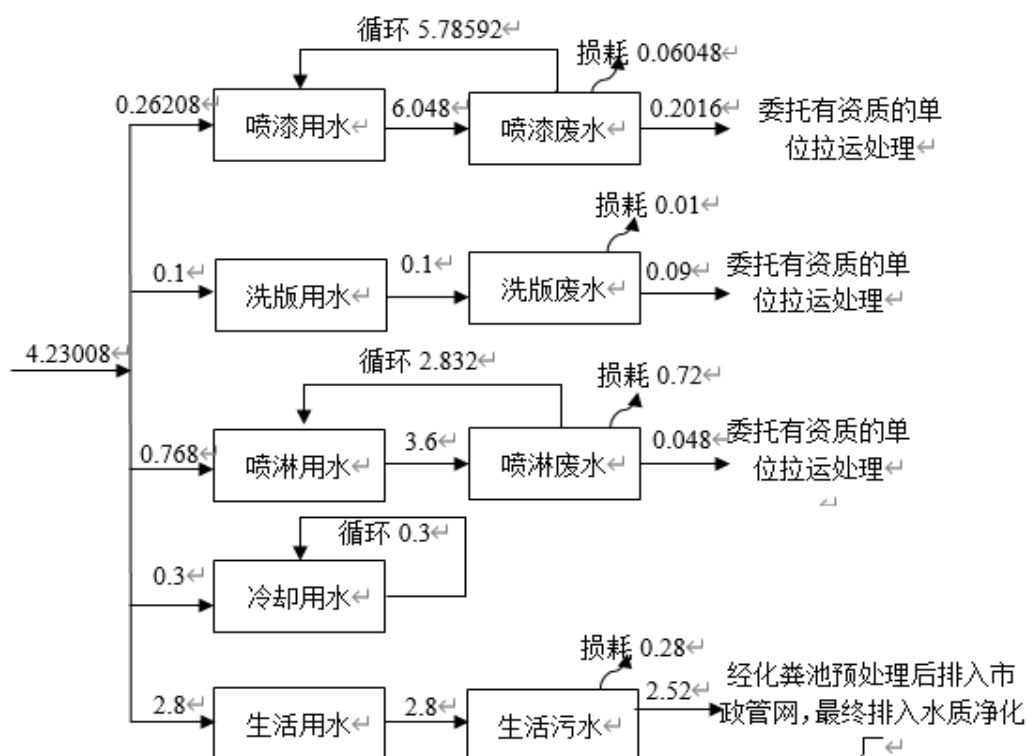 循环 5.78592
损耗 0.06048
0.26208
喷漆用水
6.048
喷漆废水
0.2016
委托有资质的单
位拉运处理
损耗 0.01
0.1
洗版用水
0.1
洗版废水
0.09
委托有资质的单
位拉运处理
4.23008
循环 2.832
损耗 0.72
0.768
喷淋用水
3.6
喷淋废水
0.048
委托有资质的单
位拉运处理
循环 0.3
0.3
冷却用水
损耗 0.28
2.8
生活用水
2.8
生活污水
2.52
经化粪池预处理后排入市
政管网，最终排入水质净化